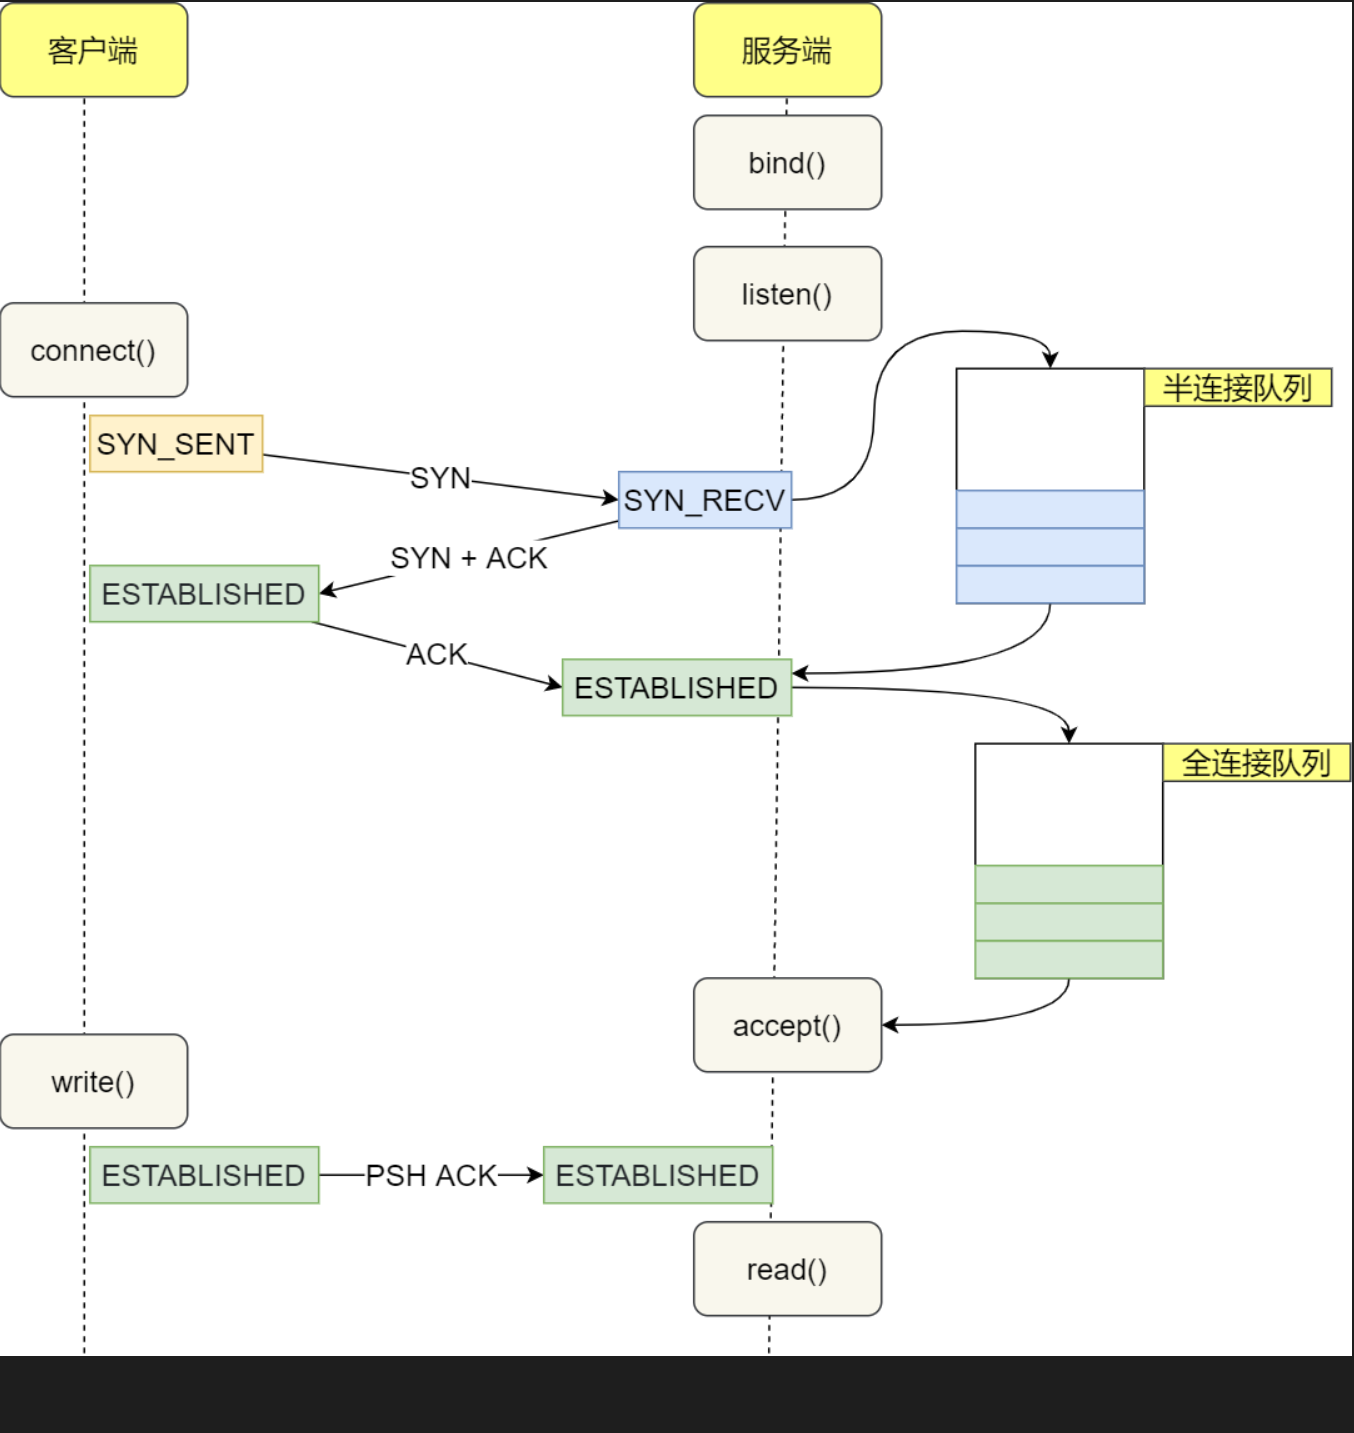 客户端
服务端
bind()
listen()
connect()
半连接队列
SYN_SENT
SYN
SYN_RECV
SYN + ACK
ESTABLISHED
ACK
ESTABLISHED
全连接队列
accept()
write()
ESTABLISHED
PSH ACK
ESTABLISHED
read()